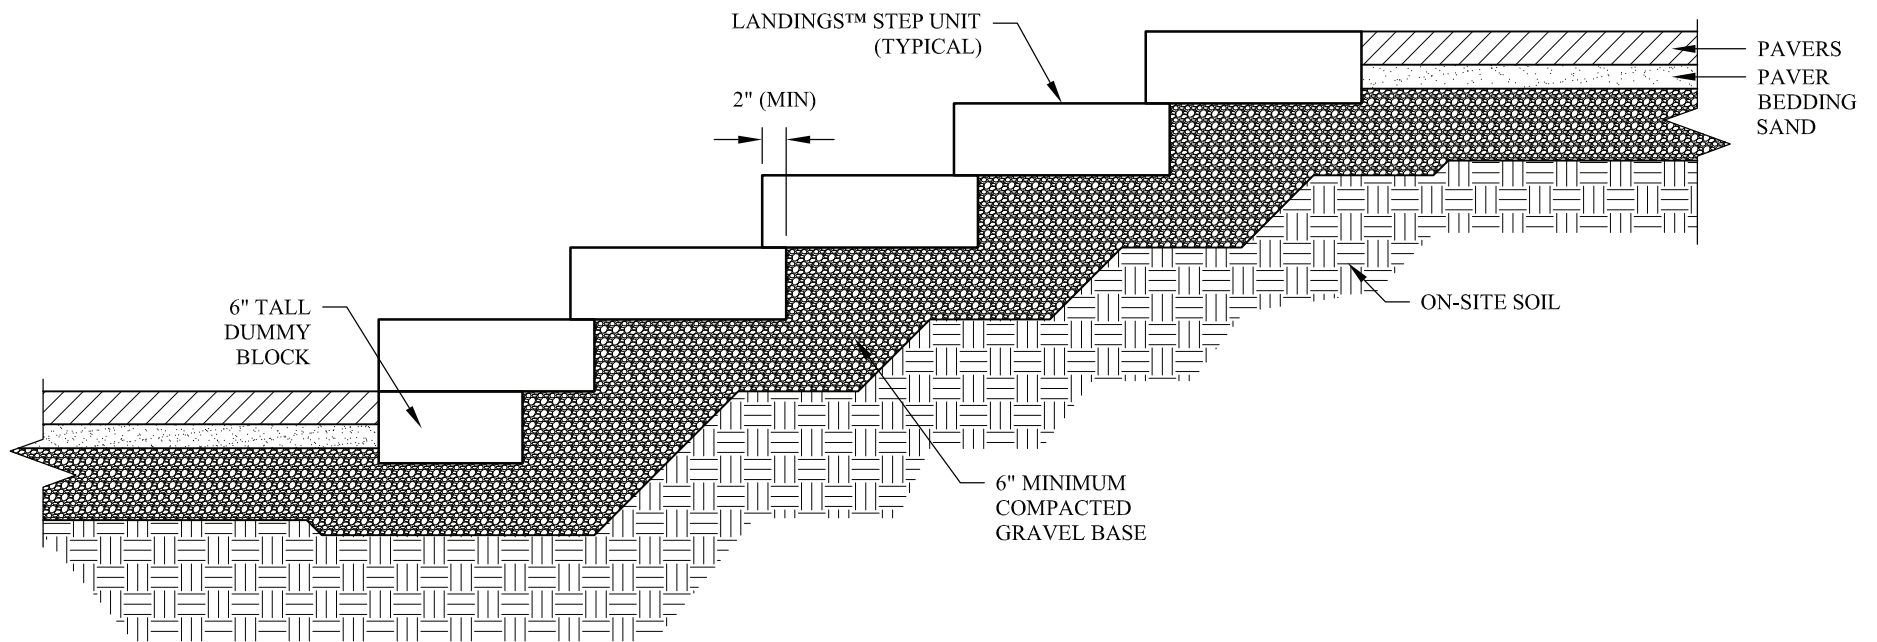 LANDINGS™ STEP UNIT
(TYPICAL)
PAVERS
PAVER
BEDDING
SAND
2" (MIN)
ON-SITE SOIL
6" TALL
DUMMY
BLOCK
6" MINIMUM
COMPACTED
GRAVEL BASE